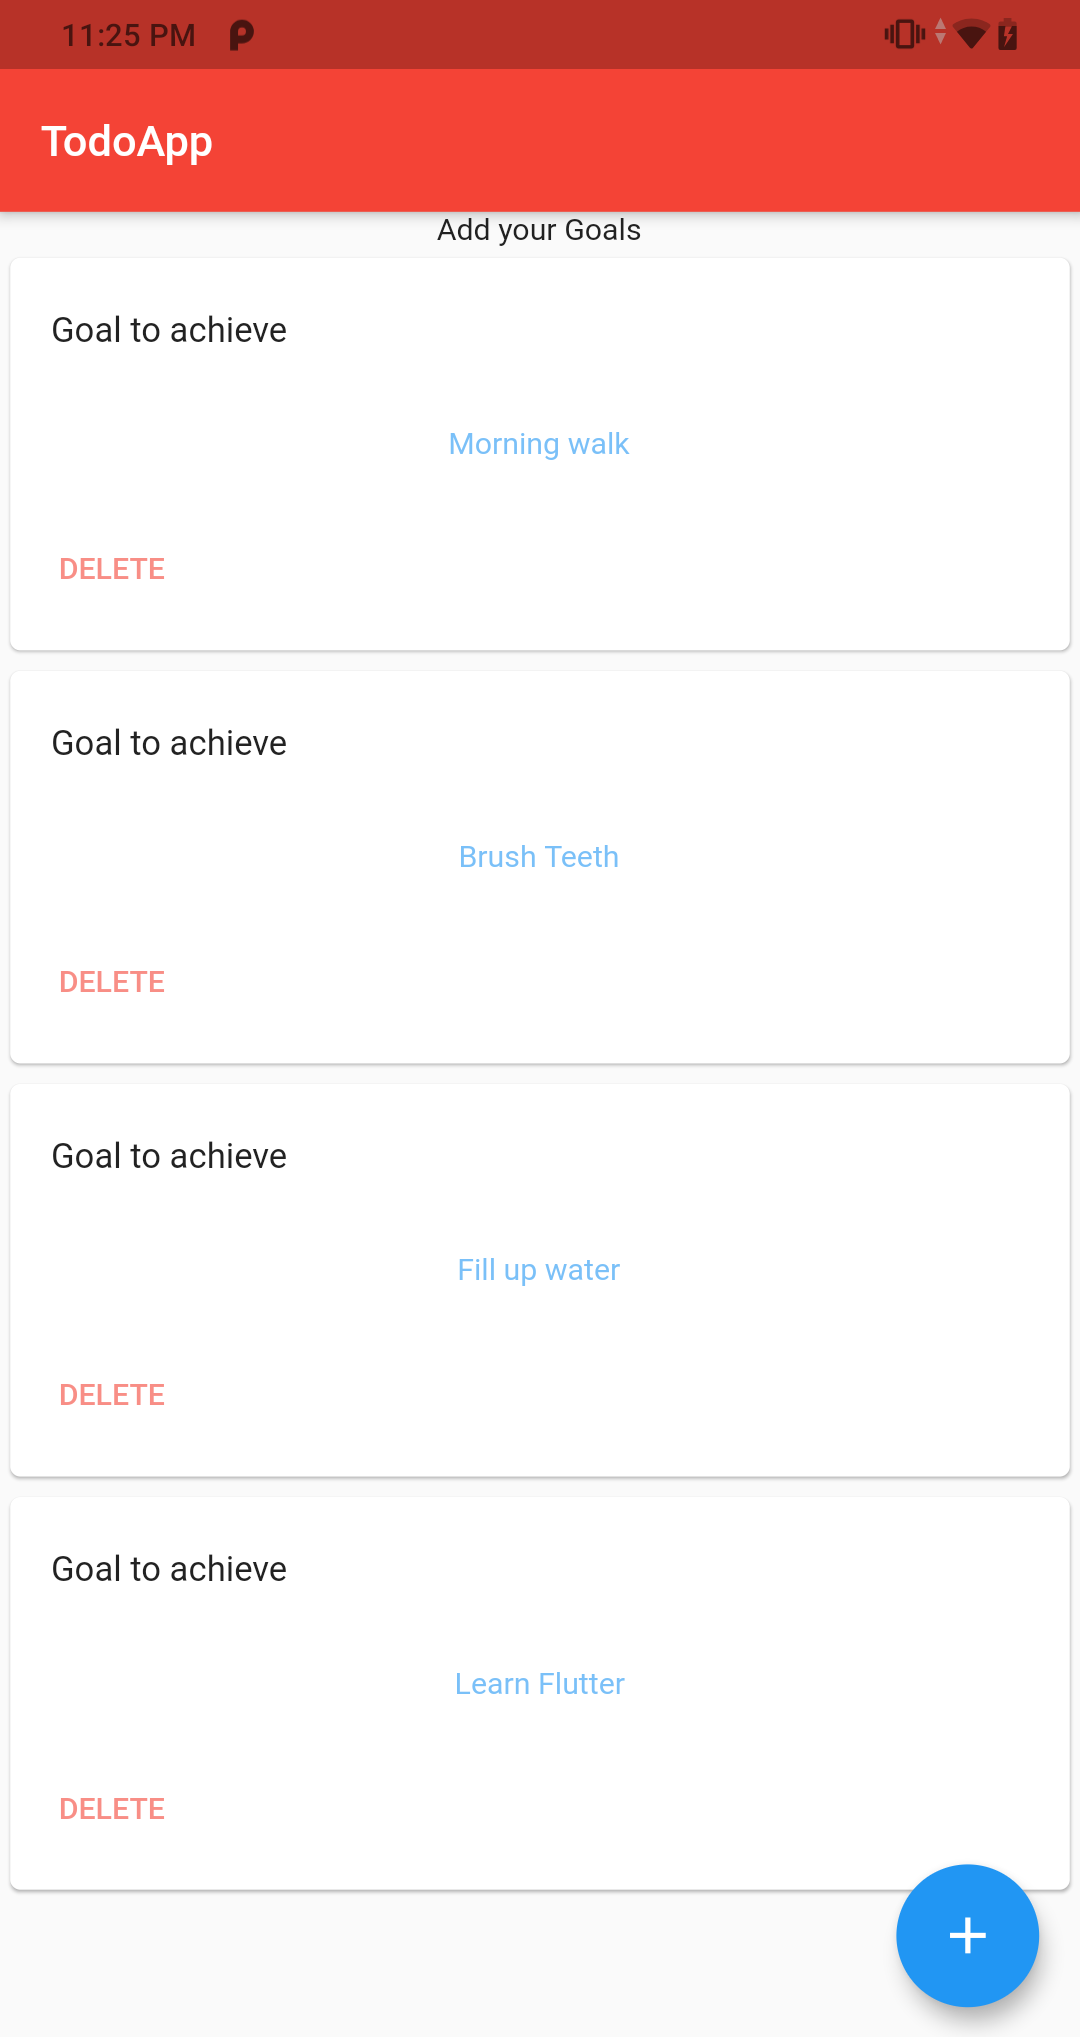 11:25 PM
TodoApp
Add your Goals
Goal to achieve
Morning walk
DELETE
Goal to achieve
Brush Teeth
DELETE
Goal to achieve
Fill up water
DELETE
Goal to achieve
Learn Flutter
DELETE